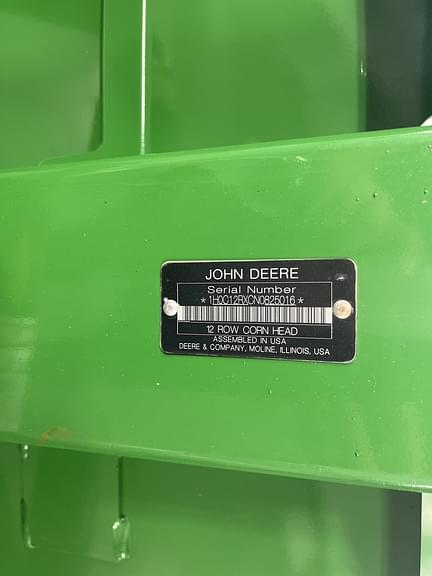 JOHN DEERE
Serial Number
*1H0C12RXCN0825016*
12 ROW CORN HEAD
ASSEMBLED IN USA
DEERE & COMPANY, MOLINE, ILLINOIS, USA